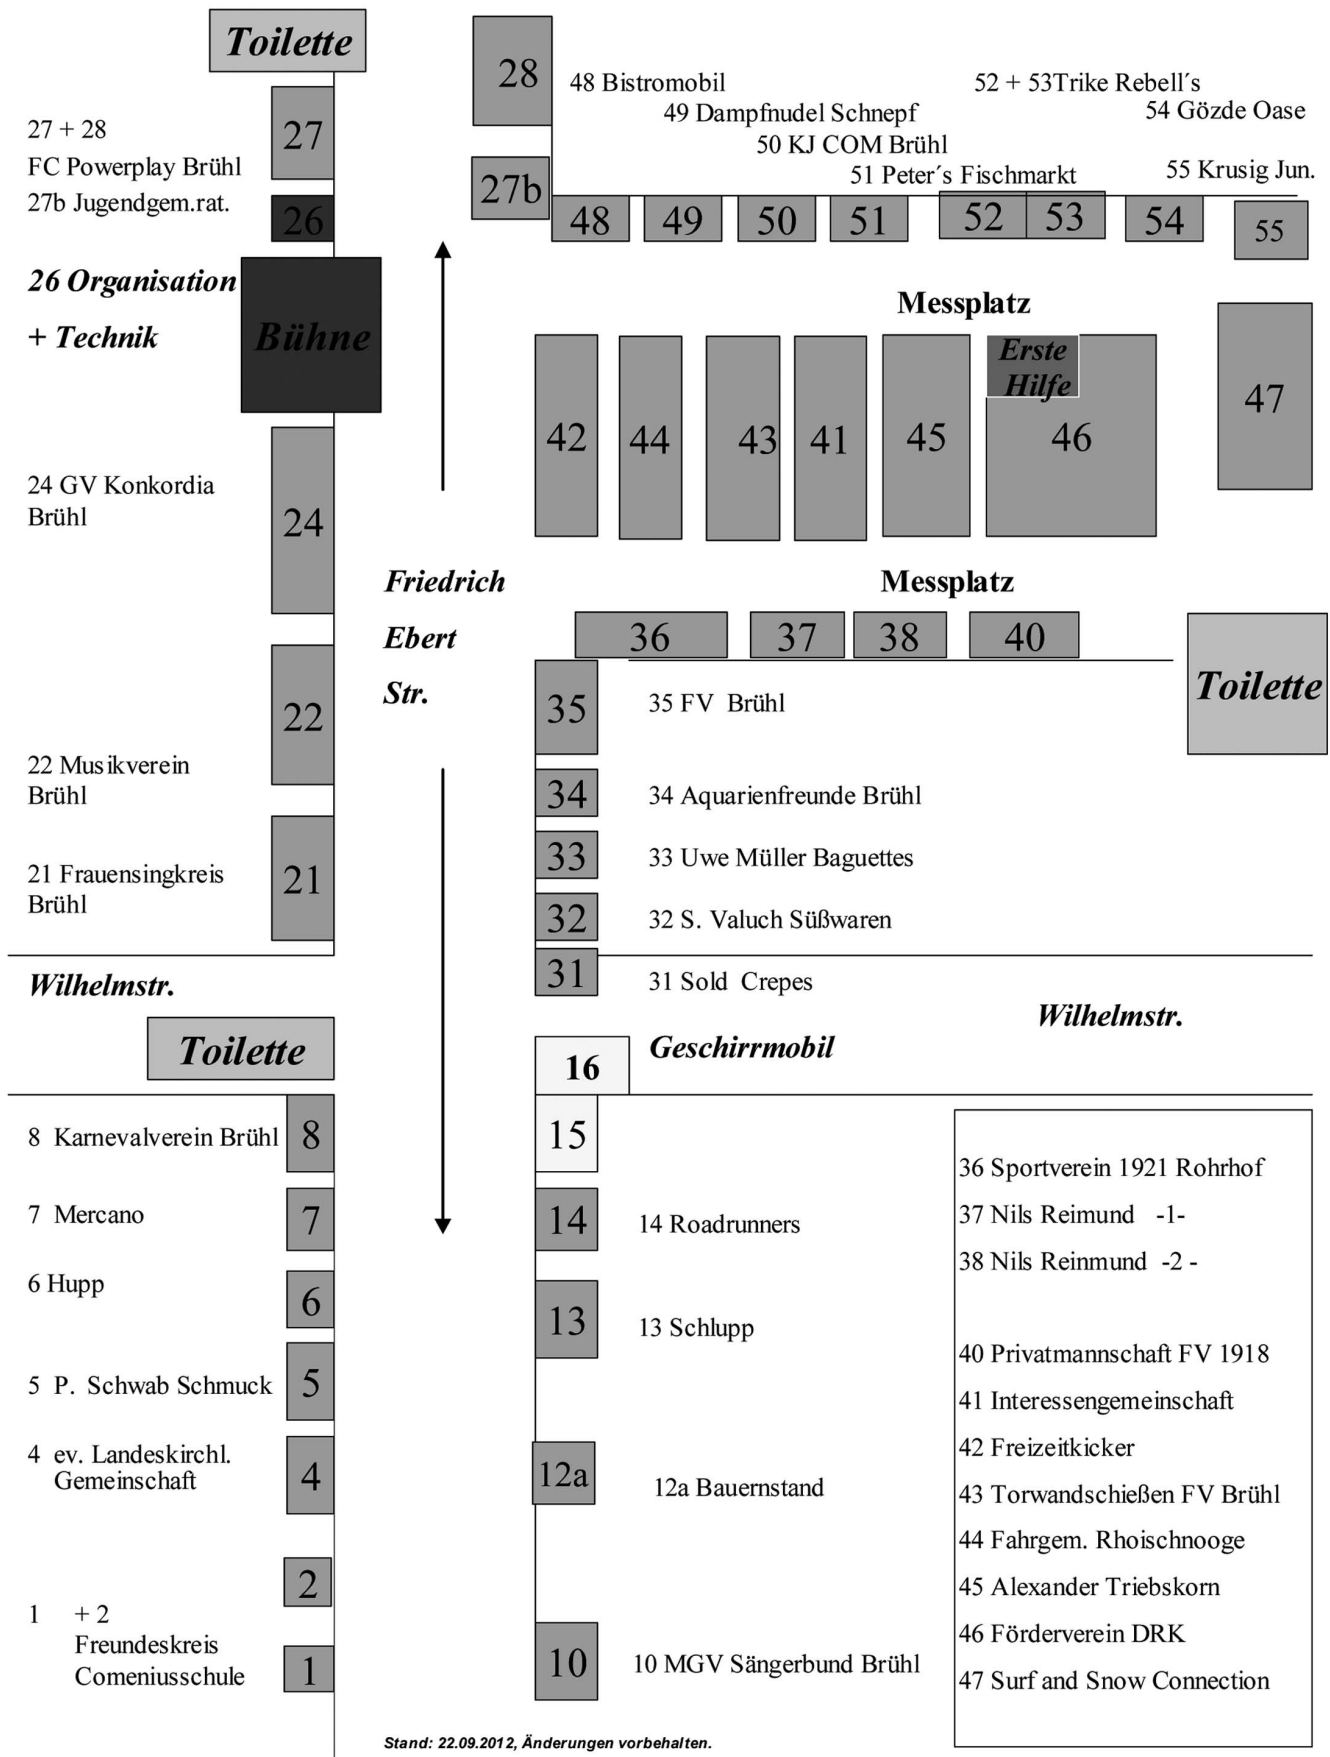 Toilette
27
27 + 28
FC Powerplay Brühl
27b Jugendgem.rat.
26
26 Organisation
+ Technik
Bühne
28
27b
48 Bistromobil
49 Dampfnudel Schnepf
50 KJ COM Brühl
51 Peter´s Fischmarkt
52 + 53Trike Rebell´s
54 Gözde Oase
55 Krusig Jun.
48
49
50
51
52
53
54
55
Messplatz
42
44
43
41
45
Erste
Hilfe
46
47
24 GV Konkordia
Brühl
24
Friedrich
Ebert
Str.
Messplatz
36
37
38
40
Toilette
22
22 Musikverein
Brühl
35
35 FV Brühl
34
34 Aquarienfreunde Brühl
21 Frauensingkreis
Brühl
21
33
33 Uwe Müller Baguettes
32
32 S. Valuch Süßwaren
31
31 Sold Crepes
Wilhelmstr.
Wilhelmstr.
Toilette
16
Geschirrmobil
8 Karnevalverein Brühl
8
7 Mercano
7
6 Hupp
6
5 P. Schwab Schmuck
5
4 ev. Landeskirchl.
Gemeinschaft
4
2
1 + 2
Freundeskreis
Comeniusschule
1
15
14
14 Roadrunners
13
13 Schlupp
12a
12a Bauernstand
10
10 MGV Sängerbund Brühl
36 Sportverein 1921 Rohrhof
37 Nils Reimund -1-
38 Nils Reinmund -2 -
40 Privatmannschaft FV 1918
41 Interessengemeinschaft
42 Freizeitkicker
43 Torwandschießen FV Brühl
44 Fahrgem. Rhoischnooge
45 Alexander Triebskorn
46 Förderverein DRK
47 Surf and Snow Connection
Stand: 22.09.2012, Änderungen vorbehalten.